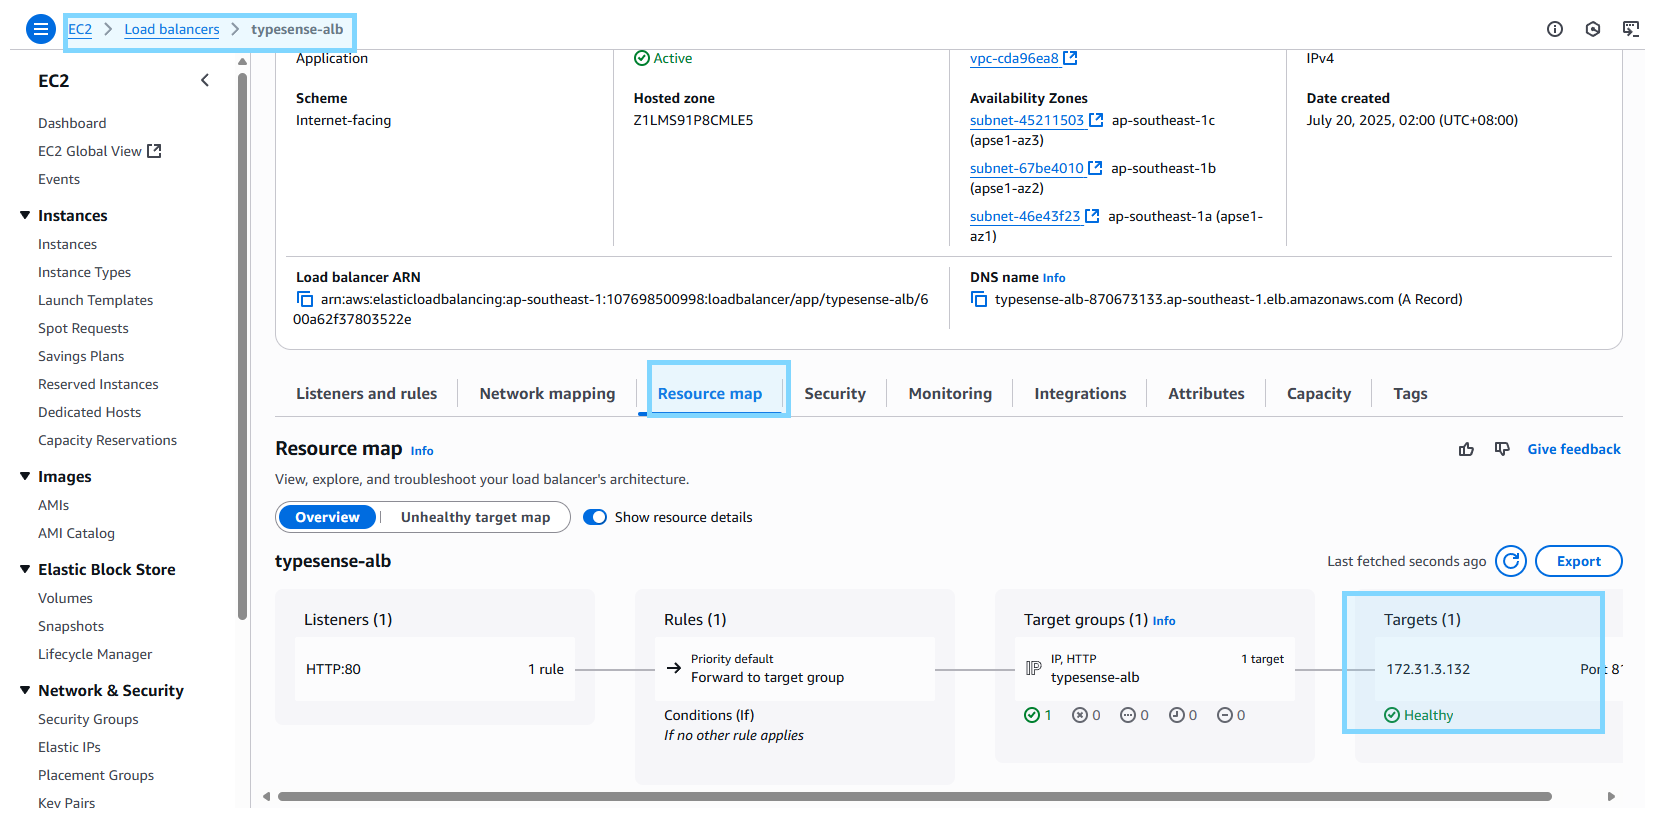 EC2 > Load balancers > typesense-alb
EC2
Dashboard
EC2 Global View
Events
Instances
Instances
Instance Types
Launch Templates
Spot Requests
Savings Plans
Reserved Instances
Dedicated Hosts
Capacity Reservations
Images
AMIs
AMI Catalog
Elastic Block Store
Volumes
Snapshots
Lifecycle Manager
Network & Security
Security Groups
Elastic IPs
Placement Groups
Key Pairs
Application
Active
vpc-cda96ea8
IPv4
Scheme
Internet-facing
Hosted zone
Z1LMS91P8CMLE5
Availability Zones
subnet-45211503 ap-southeast-1c
(apse1-az3)
subnet-67be4010 ap-southeast-1b
(apse1-az2)
subnet-46e43f23 ap-southeast-1a (apse1-
az1)
Date created
July 20, 2025, 02:00 (UTC+08:00)
Load balancer ARN
arn:aws:elasticloadbalancing:ap-southeast-1:107698500998:loadbalancer/app/typesense-alb/6
00a62f37803522e
DNS name Info
typesense-alb-870673133.ap-southeast-1.elb.amazonaws.com (A Record)
Listeners and rules
Network mapping
Resource map
Security
Monitoring
Integrations
Attributes
Capacity
Tags
Resource map Info
Give feedback
View, explore, and troubleshoot your load balancer's architecture.
Overview
Unhealthy target map
Show resource details
typesense-alb
Last fetched seconds ago
Export
Listeners (1)
HTTP:80 1 rule
Rules (1)
Priority default
Forward to target group
Conditions (If)
If no other rule applies
Target groups (1) Info
IP, HTTP 1 target
typesense-alb
1 0 0 0 0
Targets (1)
172.31.3.132 Port 81
Healthy